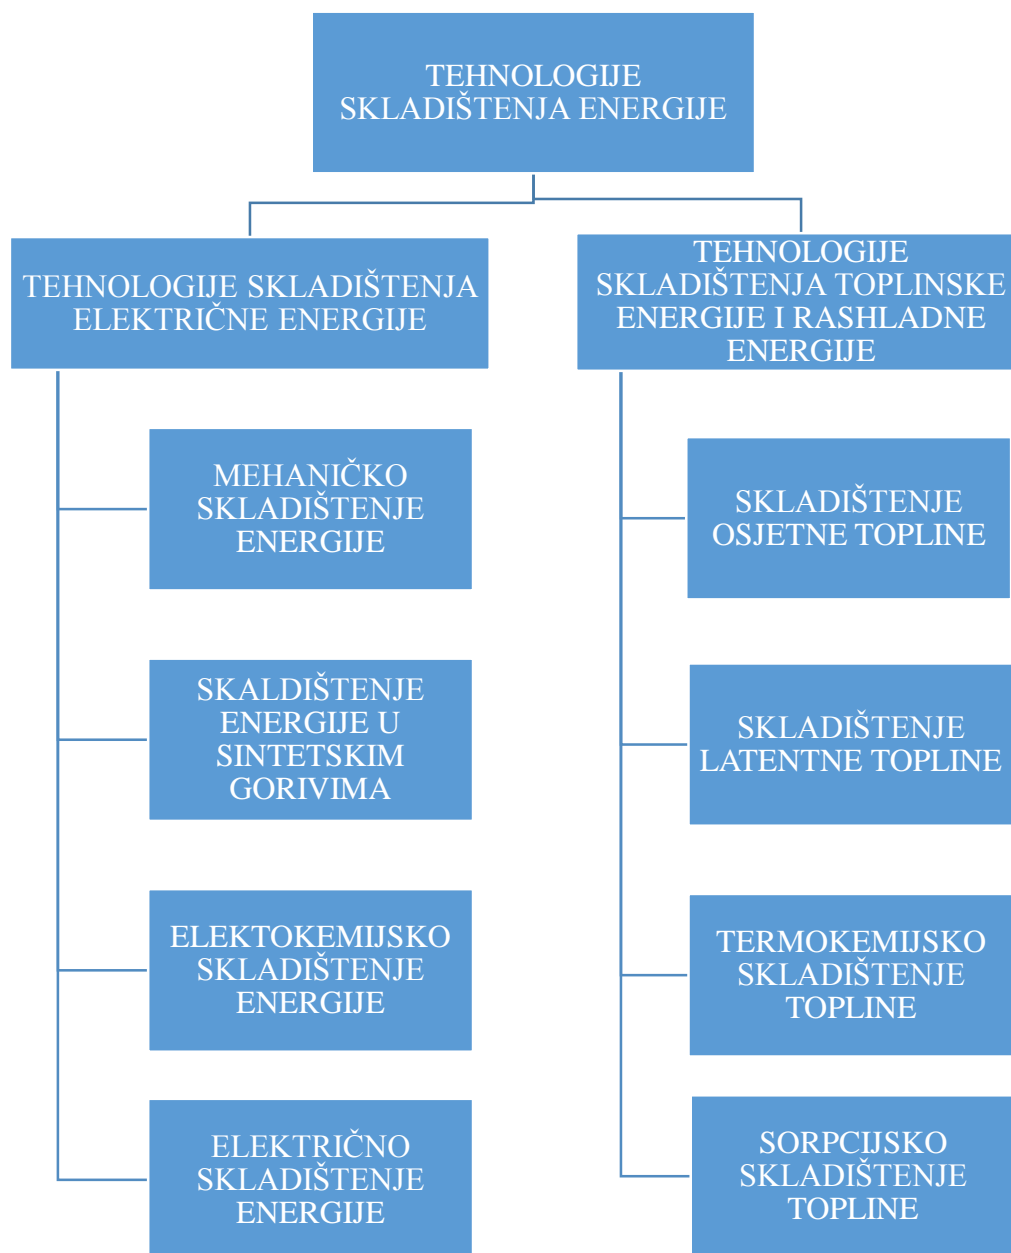 TEHNOLOGIJE
SKLADIŠTENJA ENERGIJE
TEHNOLOGIJE SKLADIŠTENJA
ELEKTRIČNE ENERGIJE
MEHANIČKO
SKLADIŠTENJE
ENERGIJE
SKALDIŠTENJE
ENERGIJE U
SINTETSKIM
GORIVIMA
ELEKTOKEMIJSKO
SKLADIŠTENJE
ENERGIJE
ELEKTRIČNO
SKLADIŠTENJE
ENERGIJE
TEHNOLOGIJE
SKLADIŠTENJA TOPLINSKE
ENERGIJE I RASHLADNE
ENERGIJE
SKLADIŠTENJE
OSJETNE TOPLINE
SKLADIŠTENJE
LATENTNE TOPLINE
TERMOKEMIJSKO
SKLADIŠTENJE
TOPLINE
SORPCIJSKO
SKLADIŠTENJE
TOPLINE